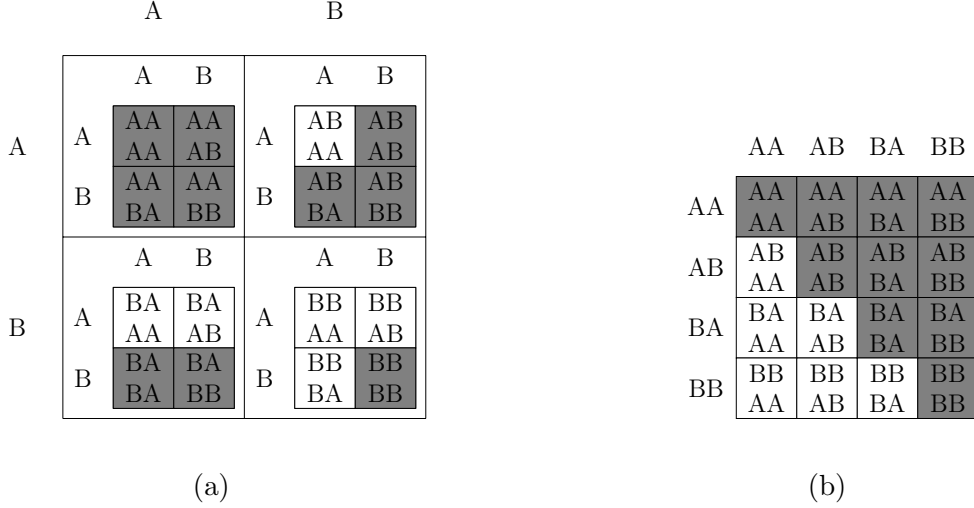 A B
A B A B
A AA AA A AB AB
AA AB AA AB
B AA AA B AB AB
BA BB BA BB
A
A B A B
A BA BA A BB BB
AA AB AA AB
B BA BA B BB BB
BA BB BA BB
B
(a)
AA AB BA BB
AA AA AA AA AA
AA AB BA BB
AB AB AB AB AB
AA AB BA BB
BA BA BA BA BA
AA AB BA BB
BB BB BB BB BB
AA AB BA BB
(b)